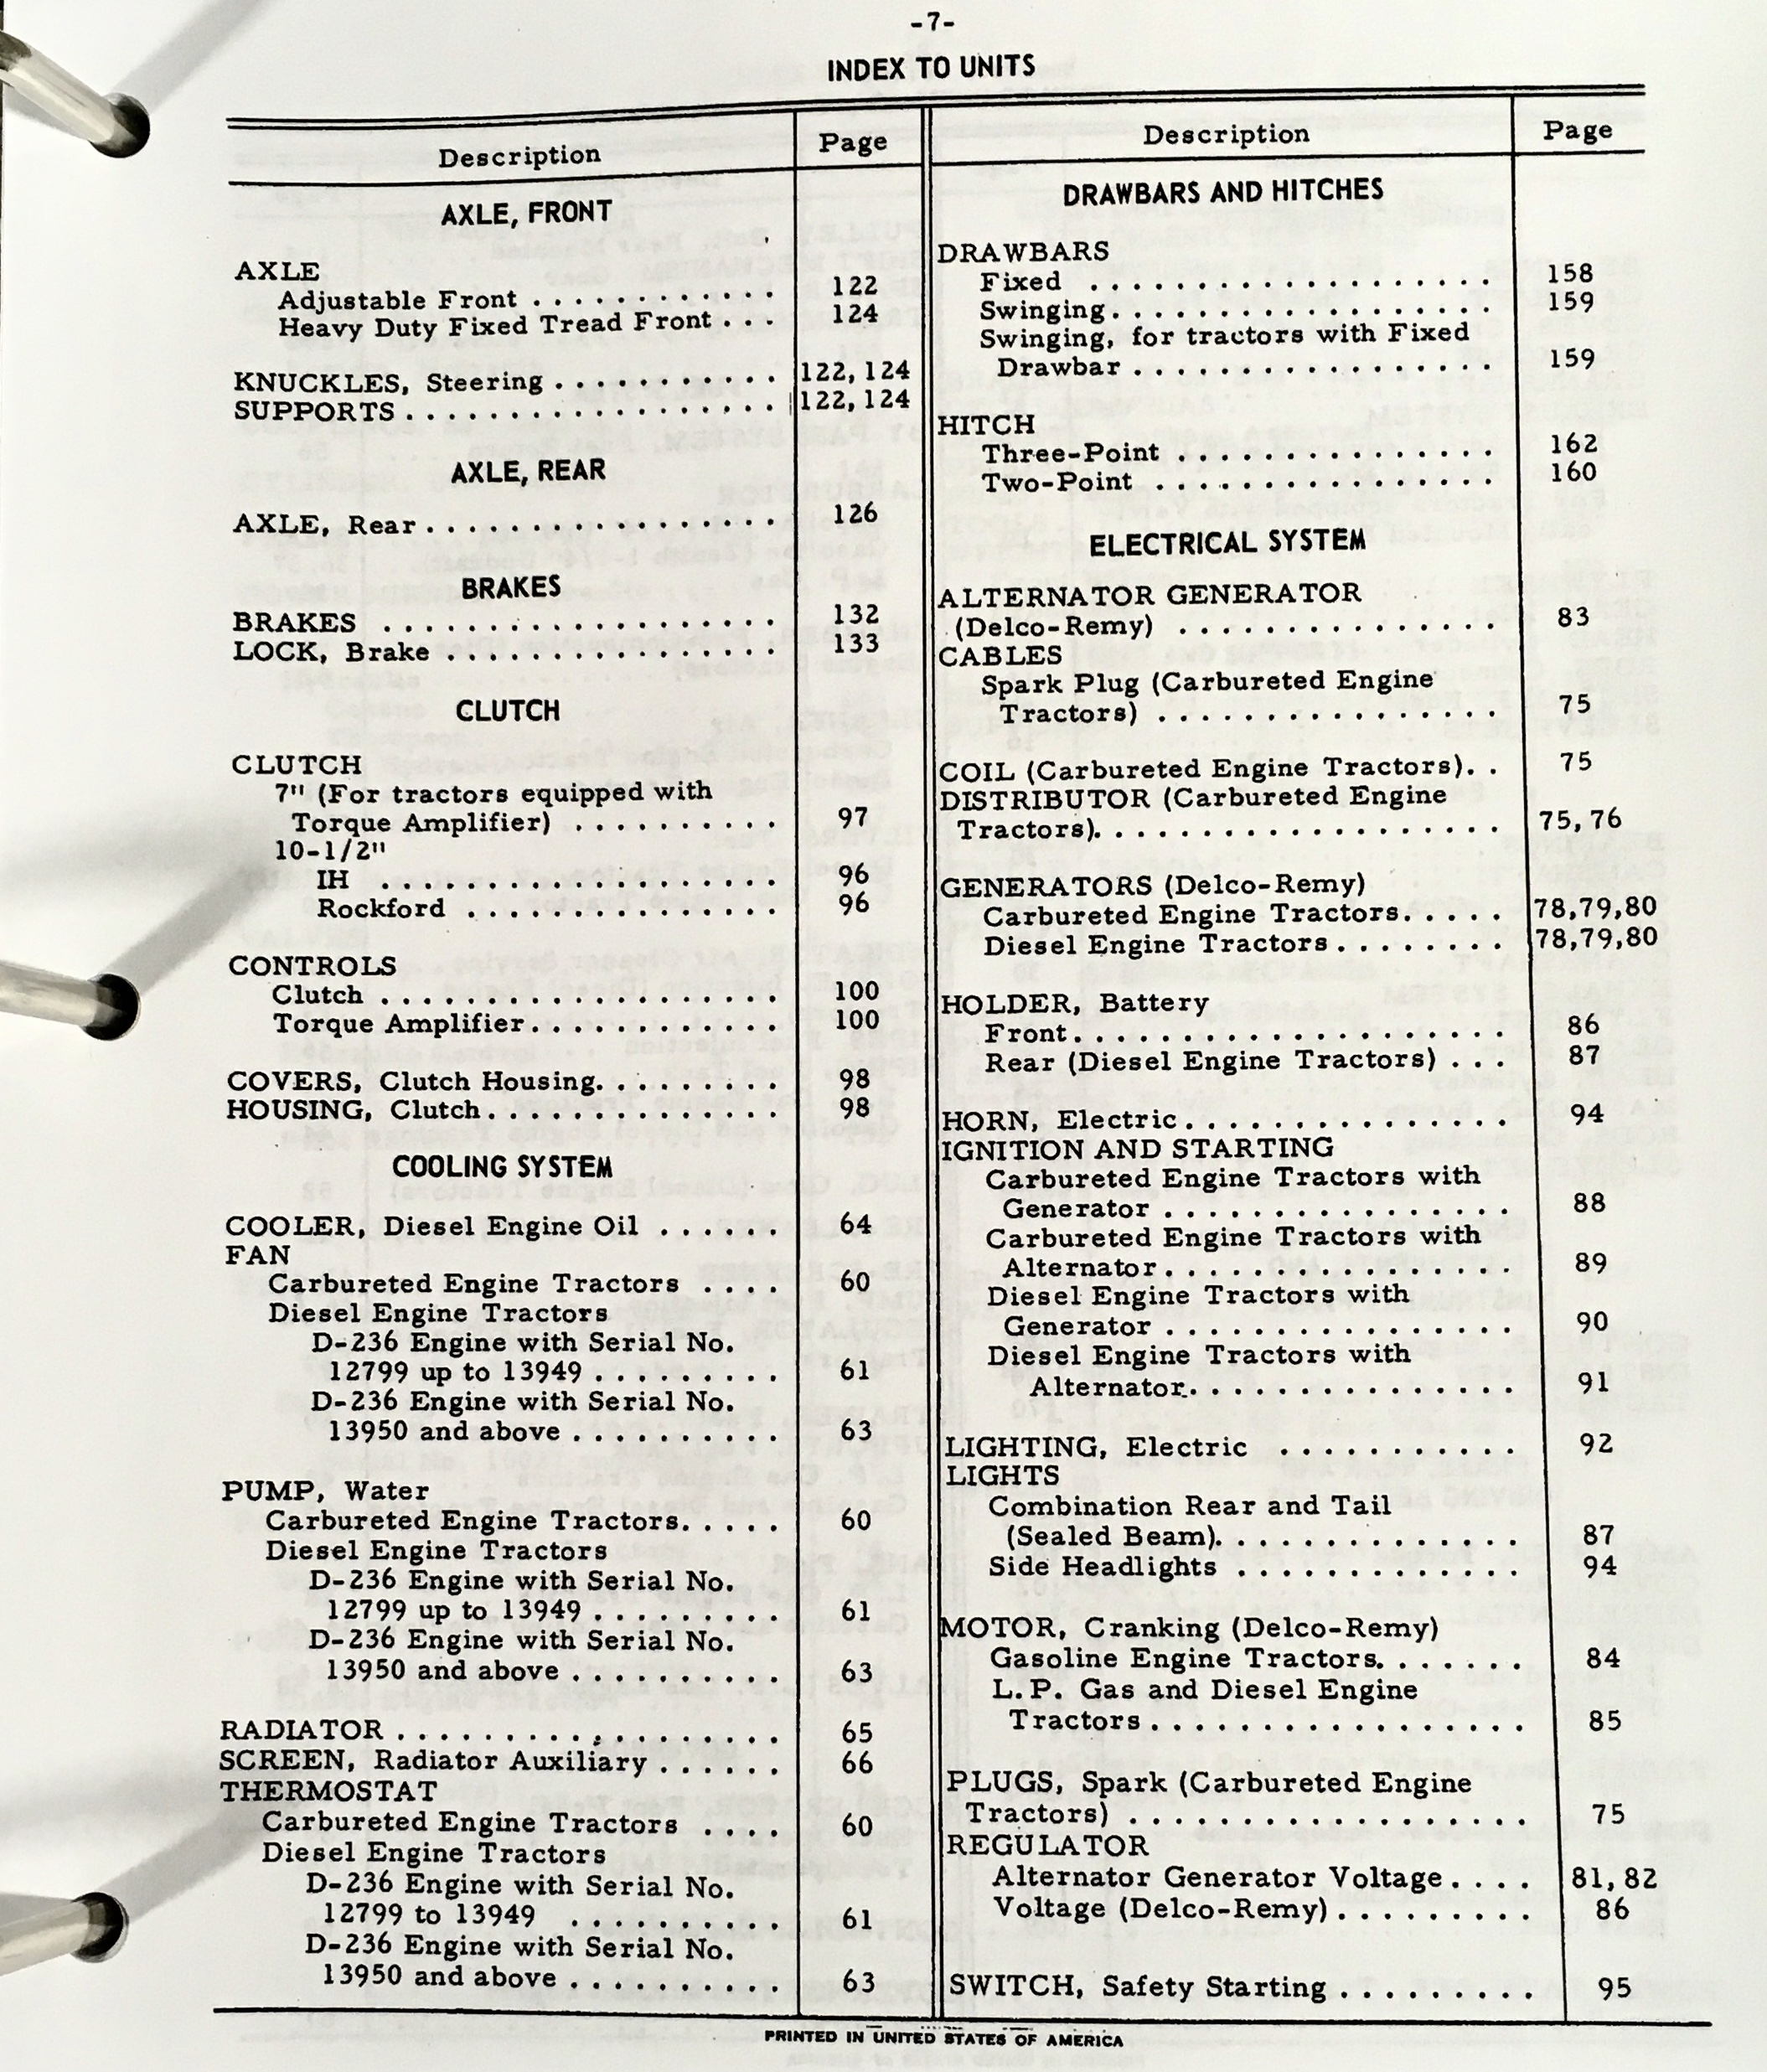 -7-
INDEX TO UNITS
Description Page
AXLE, FRONT
AXLE
Adjustable Front . . . . . . . . . . . . 122
Heavy Duty Fixed Tread Front . . . 124
KNUCKLES, Steering . . . . . . . . . . . 122, 124
SUPPORTS . . . . . . . . . . . . . . . . . . 122, 124
AXLE, REAR
AXLE, Rear . . . . . . . . . . . . . . . . . 126
BRAKES
BRAKES . . . . . . . . . . . . . . . . . . . 132
LOCK, Brake . . . . . . . . . . . . . . . . 133
CLUTCH
CLUTCH
7" (For tractors equipped with
Torque Amplifier) . . . . . . . . . . 97
10-1/2"
IH . . . . . . . . . . . . . . . . . . . 96
Rockford . . . . . . . . . . . . . . . 96
CONTROLS
Clutch . . . . . . . . . . . . . . . . . . . 100
Torque Amplifier . . . . . . . . . . . . 100
COVERS, Clutch Housing. . . . . . . . . 98
HOUSING, Clutch . . . . . . . . . . . . . . 98
COOLING SYSTEM
COOLER, Diesel Engine Oil . . . . . . 64
FAN
Carbureted Engine Tractors . . . . 60
Diesel Engine Tractors
D-236 Engine with Serial No.
12799 up to 13949 . . . . . . . . . 61
D-236 Engine with Serial No.
13950 and above . . . . . . . . . . 63
PUMP, Water
Carbureted Engine Tractors. . . . . 60
Diesel Engine Tractors
D-236 Engine with Serial No.
12799 up to 13949 . . . . . . . . . 61
D-236 Engine with Serial No.
13950 and above . . . . . . . . . . 63
RADIATOR . . . . . . . . . . . . . . . . . . 65
SCREEN, Radiator Auxiliary . . . . . . 66
THERMOSTAT
Carbureted Engine Tractors . . . . 60
Diesel Engine Tractors
D-236 Engine with Serial No.
12799 to 13949 . . . . . . . . . . 61
D-236 Engine with Serial No.
13950 and above . . . . . . . . . . 63
Description Page
DRAWBARS AND HITCHES
DRAWBARS
Fixed . . . . . . . . . . . . . . . . . . . 158
Swinging . . . . . . . . . . . . . . . . . . 159
Swinging, for tractors with Fixed
Drawbar . . . . . . . . . . . . . . . . . 159
HITCH
Three-Point . . . . . . . . . . . . . . . 162
Two-Point . . . . . . . . . . . . . . . . 160
ELECTRICAL SYSTEM
ALTERNATOR GENERATOR
(Delco-Remy) . . . . . . . . . . . . . . . 83
CABLES
Spark Plug (Carbureted Engine
Tractors) . . . . . . . . . . . . . . . . 75
COIL (Carbureted Engine Tractors). . 75
DISTRIBUTOR (Carbureted Engine
Tractors). . . . . . . . . . . . . . . . . . . 75, 76
GENERATORS (Delco-Remy)
Carbureted Engine Tractors. . . . . 78,79,80
Diesel Engine Tractors . . . . . . . . 78,79,80
HOLDER, Battery
Front . . . . . . . . . . . . . . . . . . . . 86
Rear (Diesel Engine Tractors) . . . 87
HORN, Electric . . . . . . . . . . . . . . . 94
IGNITION AND STARTING
Carbureted Engine Tractors with
Generator . . . . . . . . . . . . . . . 88
Carbureted Engine Tractors with
Alternator . . . . . . . . . . . . . . . 89
Diesel Engine Tractors with
Generator . . . . . . . . . . . . . . . 90
Diesel Engine Tractors with
Alternator. . . . . . . . . . . . . . . 91
LIGHTING, Electric . . . . . . . . . . . 92
LIGHTS
Combination Rear and Tail
(Sealed Beam). . . . . . . . . . . . . 87
Side Headlights . . . . . . . . . . . . . 94
MOTOR, Cranking (Delco-Remy)
Gasoline Engine Tractors. . . . . . . 84
L. P. Gas and Diesel Engine
Tractors . . . . . . . . . . . . . . . . . 85
PLUGS, Spark (Carbureted Engine
Tractors) . . . . . . . . . . . . . . . . . . 75
REGULATOR
Alternator Generator Voltage . . . . 81, 82
Voltage (Delco-Remy) . . . . . . . . . 86
SWITCH, Safety Starting . . . . . . . . . 95
PRINTED IN UNITED STATES OF AMERICA